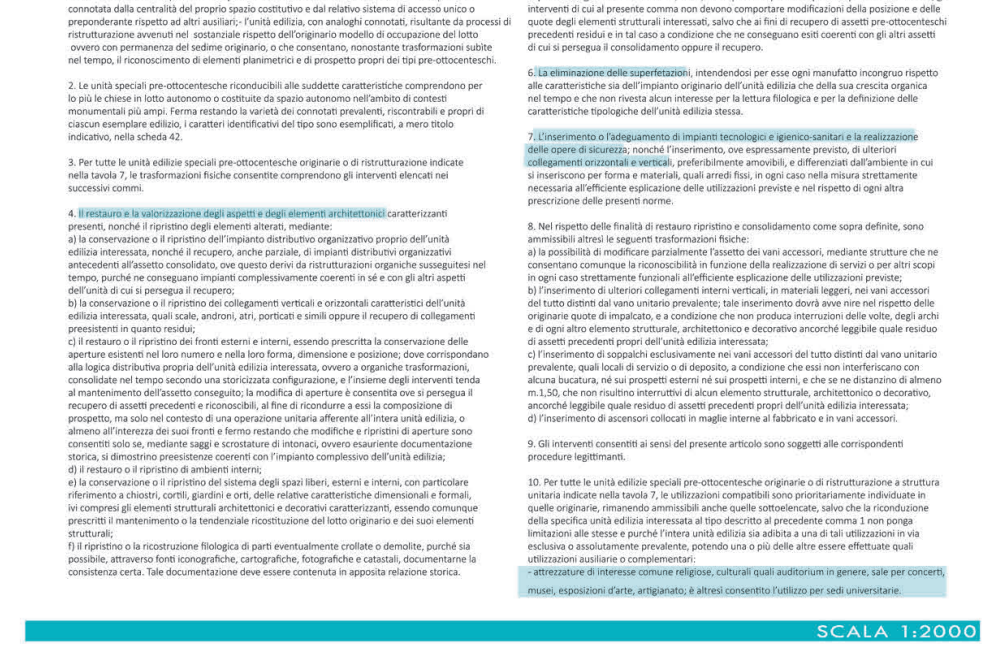 connotata dalla centralità del proprio spazio costitutivo e dal relativo sistema di accesso unico o
preponderante rispetto ad altri ausiliari;- l'unità edilizia, con analoghi connotati, risultante da processi di
ristrutturazione avvenuti nel  sostanziale rispetto dell'originario modello di occupazione del lotto
ovvero con permanenza del sedime originario, o che consentano, nonostante trasformazioni subìte
nel tempo, il riconoscimento di elementi planimetrici e di prospetto propri dei tipi pre-ottocenteschi.
2. Le unità speciali pre-ottocentesche riconducibili alle suddette caratteristiche comprendono per
lo più le chiese in lotto autonomo o costituite da spazio autonomo nell'ambito di contesti
monumentali più ampi. Ferma restando la varietà dei connotati prevalenti, riscontrabili e propri di
ciascun esemplare edilizio, i caratteri identificativi del tipo sono esemplificati, a mero titolo
indicativo, nella scheda 42.
3. Per tutte le unità edilizie speciali pre-ottocentesche originarie o di ristrutturazione indicate
nella tavola 7, le trasformazioni fisiche consentite comprendono gli interventi elencati nei
successivi commi.
4. Il restauro e la valorizzazione degli aspetti e degli elementi architettonici caratterizzanti
presenti, nonché il ripristino degli elementi alterati, mediante:
a) la conservazione o il ripristino dell'impianto distributivo organizzativo proprio dell'unità
edilizia interessata, nonché il recupero, anche parziale, di impianti distributivi organizzativi
antecedenti all'assetto consolidato, ove questo derivi da ristrutturazioni organiche susseguitesi nel
tempo, purché ne conseguano impianti complessivamente coerenti in sé e con gli altri aspetti
dell'unità di cui si persegua il recupero;
b) la conservazione o il ripristino dei collegamenti verticali e orizzontali caratteristici dell'unità
edilizia interessata, quali scale, androni, atri, porticati e simili oppure il recupero di collegamenti
preesistenti in quanto residui;
c) il restauro o il ripristino dei fronti esterni e interni, essendo prescritta la conservazione delle
aperture esistenti nel loro numero e nella loro forma, dimensione e posizione; dove corrispondano
alla logica distributiva propria dell'unità edilizia interessata, ovvero a organiche trasformazioni,
consolidate nel tempo secondo una storicizzata configurazione, e l'insieme degli interventi tenda
al mantenimento dell'assetto conseguito; la modifica di aperture è consentita ove si persegua il
recupero di assetti precedenti e riconoscibili, al fine di ricondurre a essi la composizione di
prospetto, ma solo nel contesto di una operazione unitaria afferente all'intera unità edilizia, o
almeno all'interezza dei suoi fronti e fermo restando che modifiche e ripristini di aperture sono
consentiti solo se, mediante saggi e scrostature di intonaci, ovvero esauriente documentazione
storica, si dimostrino preesistenze coerenti con l'impianto complessivo dell'unità edilizia;
d) il restauro o il ripristino di ambienti interni;
e) la conservazione o il ripristino del sistema degli spazi liberi, esterni e interni, con particolare
riferimento a chiostri, cortili, giardini e orti, delle relative caratteristiche dimensionali e formali,
ivi compresi gli elementi strutturali architettonici e decorativi caratterizzanti, essendo comunque
prescritti il mantenimento o la tendenziale ricostituzione del lotto originario e dei suoi elementi
strutturali;
f) il ripristino o la ricostruzione filologica di parti eventualmente crollate o demolite, purché sia
possibile, attraverso fonti iconografiche, cartografiche, fotografiche e catastali, documentarne la
consistenza certa. Tale documentazione deve essere contenuta in apposita relazione storica.
interventi di cui al presente comma non devono comportare modificazioni della posizione e delle
quote degli elementi strutturali interessati, salvo che ai fini di recupero di assetti pre-ottocenteschi
precedenti residui e in tal caso a condizione che ne conseguano esiti coerenti con gli altri assetti
di cui si persegua il consolidamento oppure il recupero.
6. La eliminazione delle superfetazioni, intendendosi per esse ogni manufatto incongruo rispetto
alle caratteristiche sia dell'impianto originario dell'unità edilizia che della sua crescita organica
nel tempo e che non rivesta alcun interesse per la lettura filologica e per la definizione delle
caratteristiche tipologiche dell'unità edilizia stessa.
7. L'inserimento o l'adeguamento di impianti tecnologici e igienico-sanitari e la realizzazione
delle opere di sicurezza; nonché l'inserimento, ove espressamente previsto, di ulteriori
collegamenti orizzontali e verticali, preferibilmente amovibili, e differenziati dall'ambiente in cui
si inseriscono per forma e materiali, quali arredi fissi, in ogni caso nella misura strettamente
necessaria all'efficiente esplicazione delle utilizzazioni previste e nel rispetto di ogni altra
prescrizione delle presenti norme.
8. Nel rispetto delle finalità di restauro ripristino e consolidamento come sopra definite, sono
ammissibili altresì le seguenti trasformazioni fisiche:
a) la possibilità di modificare parzialmente l'assetto dei vani accessori, mediante strutture che ne
consentano comunque la riconoscibilità in funzione della realizzazione di servizi o per altri scopi
in ogni caso strettamente funzionali all'efficiente esplicazione delle utilizzazioni previste;
b) l'inserimento di ulteriori collegamenti interni verticali, in materiali leggeri, nei vani accessori
del tutto distinti dal vano unitario prevalente; tale inserimento dovrà avve nire nel rispetto delle
originarie quote di impalcato, e a condizione che non produca interruzioni delle volte, degli archi
e di ogni altro elemento strutturale, architettonico e decorativo ancorché leggibile quale residuo
di assetti precedenti propri dell'unità edilizia interessata;
c) l'inserimento di soppalchi esclusivamente nei vani accessori del tutto distinti dal vano unitario
prevalente, quali locali di servizio o di deposito, a condizione che essi non interferiscano con
alcuna bucatura, né sui prospetti esterni né sui prospetti interni, e che se ne distanzino di almeno
m.1,50, che non risultino interruttivi di alcun elemento strutturale, architettonico o decorativo,
ancorché leggibile quale residuo di assetti precedenti propri dell'unità edilizia interessata;
d) l'inserimento di ascensori collocati in maglie interne al fabbricato e in vani accessori.
9. Gli interventi consentiti ai sensi del presente articolo sono soggetti alle corrispondenti
procedure legittimanti.
10. Per tutte le unità edilizie speciali pre-ottocentesche originarie o di ristrutturazione a struttura
unitaria indicate nella tavola 7, le utilizzazioni compatibili sono prioritariamente individuate in
quelle originarie, rimanendo ammissibili anche quelle sottoelencate, salvo che la riconduzione
della specifica unità edilizia interessata al tipo descritto al precedente comma 1 non ponga
limitazioni alle stesse e purché l'intera unità edilizia sia adibita a una di tali utilizzazioni in via
esclusiva o assolutamente prevalente, potendo una o più delle altre essere effettuate quali
utilizzazioni ausiliarie o complementari:
- attrezzature di interesse comune religiose, culturali quali auditorium in genere, sale per concerti,
musei, esposizioni d'arte, artigianato; è altresì consentito l'utilizzo per sedi universitarie.
SCALA 1:2000